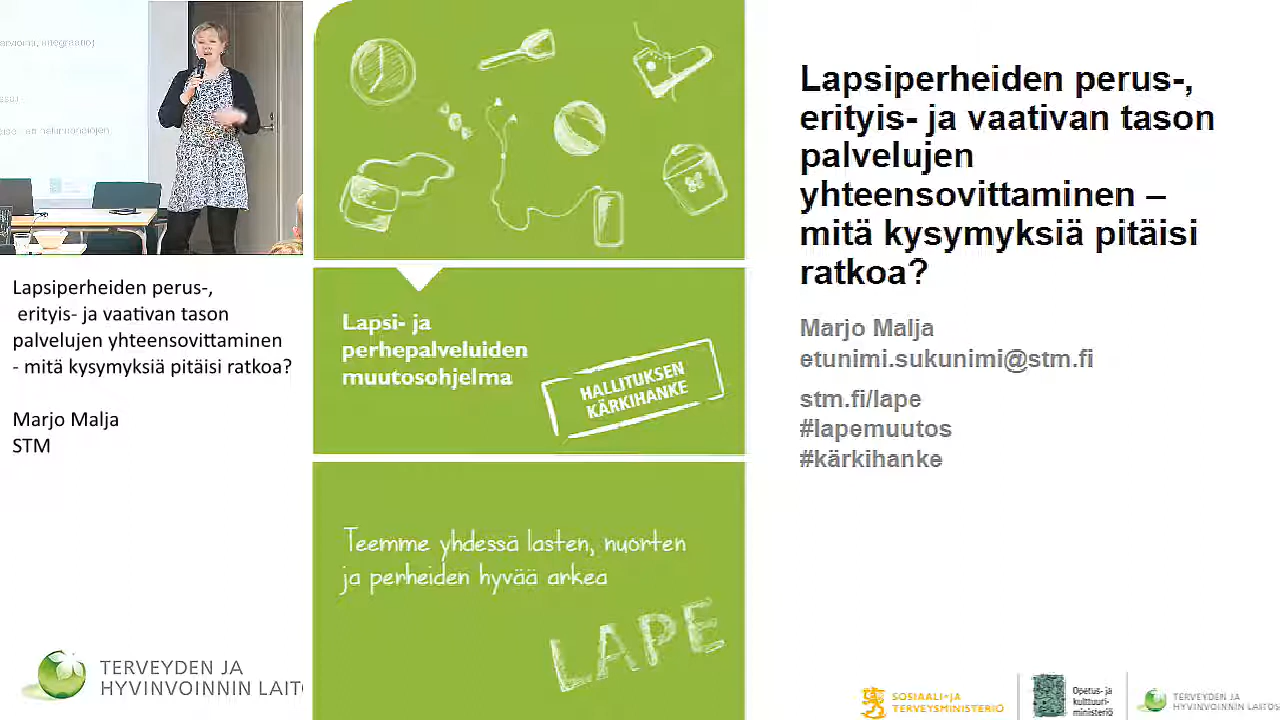 Lapsiperheiden perus-,
erityis- ja vaativan tason
palvelujen yhteensovittaminen
- mitä kysymyksiä pitäisi ratkoa?
Marjo Malja
STM
TERVEYDEN JA
HYVINVOINNIN LAITO
Lapsi- ja
perhepalveluiden
muutosohjelma
HALLITUKSEN
KÄRKIHANKE
Teemme yhdessä lasten, nuorten
ja perheiden hyvää arkea
LAPE
Lapsiperheiden perus-,
erityis- ja vaativan tason
palvelujen
yhteensovittaminen –
mitä kysymyksiä pitäisi
ratkoa?
Marjo Malja
etunimi.sukunimi@stm.fi
stm.fi/lape
#lapemuutos
#kärkihanke
SOSIAALI- JA
TERVEYSMINISTERIÖ
Opetus- ja
kulttuuri-
ministeriö
TERVEYDEN JA
HYVINVOINNIN LAITOS